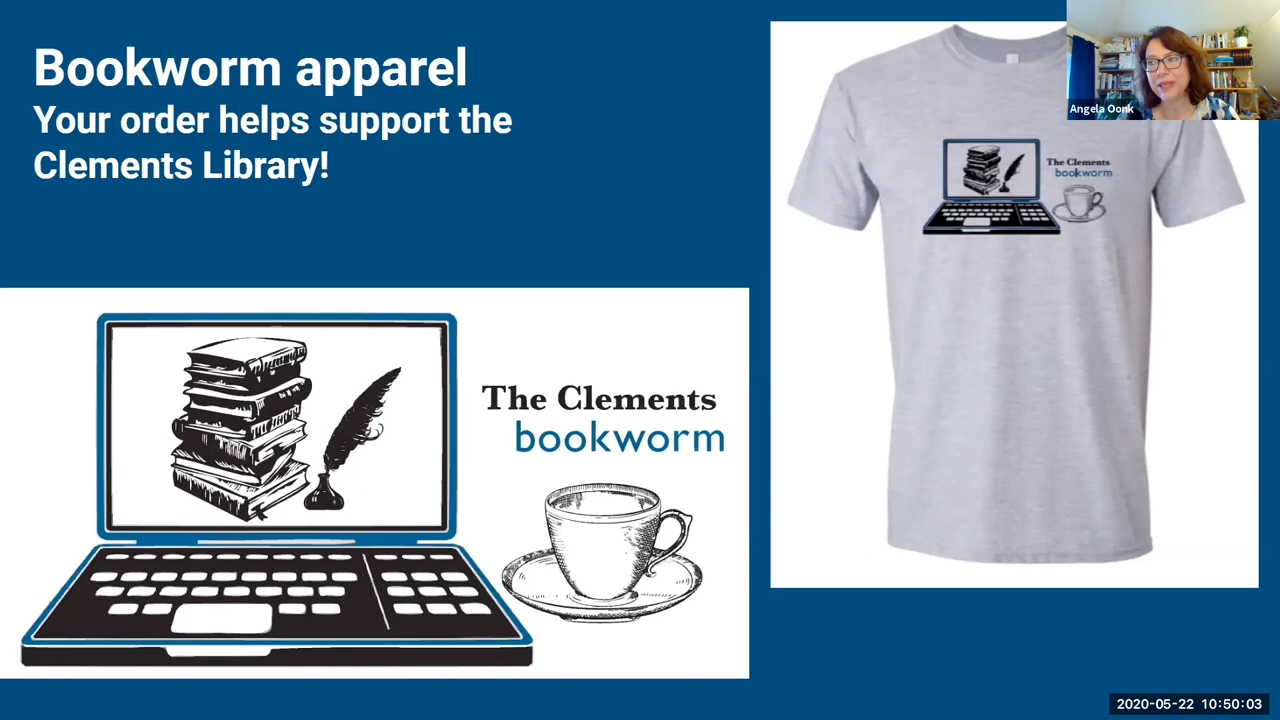 Bookworm apparel
Your order helps support the
Clements Library!
The Clements
bookworm
The Clements
bookworm
Angela Oonk
2020-05-22 10:50:03